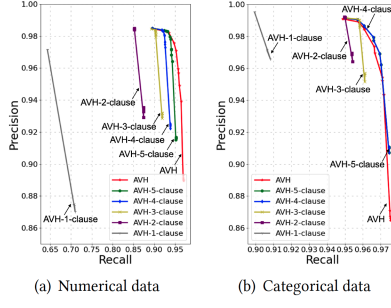 1.00
0.98
0.96
0.94
0.92
0.90
0.88
0.86
Precision
0.65 0.70 0.75 0.80 0.85 0.90 0.95
Recall
AVH-2-clause
AVH-3-clause
AVH-4-clause
AVH-5-clause
AVH
AVH-1-clause
AVH
AVH-5-clause
AVH-4-clause
AVH-3-clause
AVH-2-clause
AVH-1-clause
(a) Numerical data
1.00
0.98
0.96
0.94
0.92
0.90
0.88
0.86
Precision
0.90 0.91 0.92 0.93 0.94 0.95 0.96 0.97
Recall
AVH-4-clause
AVH-1-clause
AVH-2-clause
AVH-3-clause
AVH-5-clause
AVH
AVH
AVH-5-clause
AVH-4-clause
AVH-3-clause
AVH-2-clause
AVH-1-clause
(b) Categorical data